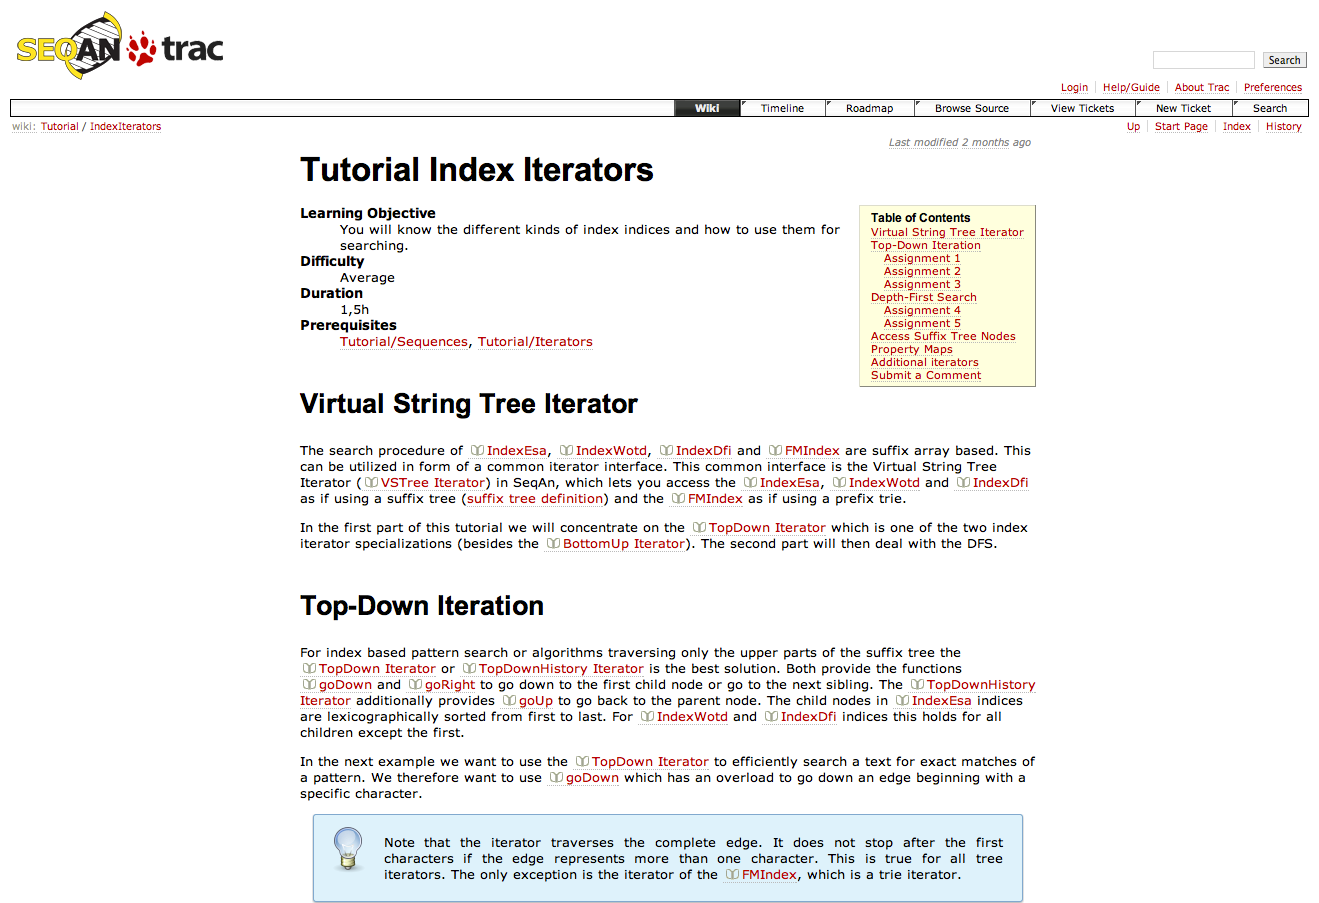 SEQAN trac
Search
Login Help/Guide About Trac Preferences
Wiki Timeline Roadmap Browse Source View Tickets New Ticket Search
wiki: Tutorial / IndexIterators
Up Start Page Index History
Last modified 2 months ago
Tutorial Index Iterators
Learning Objective
You will know the different kinds of index indices and how to use them for
searching.
Difficulty
Average
Duration
1,5h
Prerequisites
Tutorial/Sequences, Tutorial/Iterators
Table of Contents
Virtual String Tree Iterator
Top-Down Iteration
Assignment 1
Assignment 2
Assignment 3
Depth-First Search
Assignment 4
Assignment 5
Access Suffix Tree Nodes
Property Maps
Additional iterators
Submit a Comment
Virtual String Tree Iterator
The search procedure of IndexEsa, IndexWotd, IndexDfi and FMIndex are suffix array based. This
can be utilized in form of a common iterator interface. This common interface is the Virtual String Tree
Iterator ( VSTree Iterator) in SeqAn, which lets you access the IndexEsa, IndexWotd and IndexDfi
as if using a suffix tree (suffix tree definition) and the FMIndex as if using a prefix trie.
In the first part of this tutorial we will concentrate on the TopDown Iterator which is one of the two index
iterator specializations (besides the BottomUp Iterator). The second part will then deal with the DFS.
Top-Down Iteration
For index based pattern search or algorithms traversing only the upper parts of the suffix tree the
TopDown Iterator or TopDownHistory Iterator is the best solution. Both provide the functions
goDown and goRight to go down to the first child node or go to the next sibling. The TopDownHistory
Iterator additionally provides goUp to go back to the parent node. The child nodes in IndexEsa indices
are lexicographically sorted from first to last. For IndexWotd and IndexDfi indices this holds for all
children except the first.
In the next example we want to use the TopDown Iterator to efficiently search a text for exact matches of
a pattern. We therefore want to use goDown which has an overload to go down an edge beginning with a
specific character.
Note that the iterator traverses the complete edge. It does not stop after the first
characters if the edge represents more than one character. This is true for all tree
iterators. The only exception is the iterator of the FMIndex, which is a trie iterator.